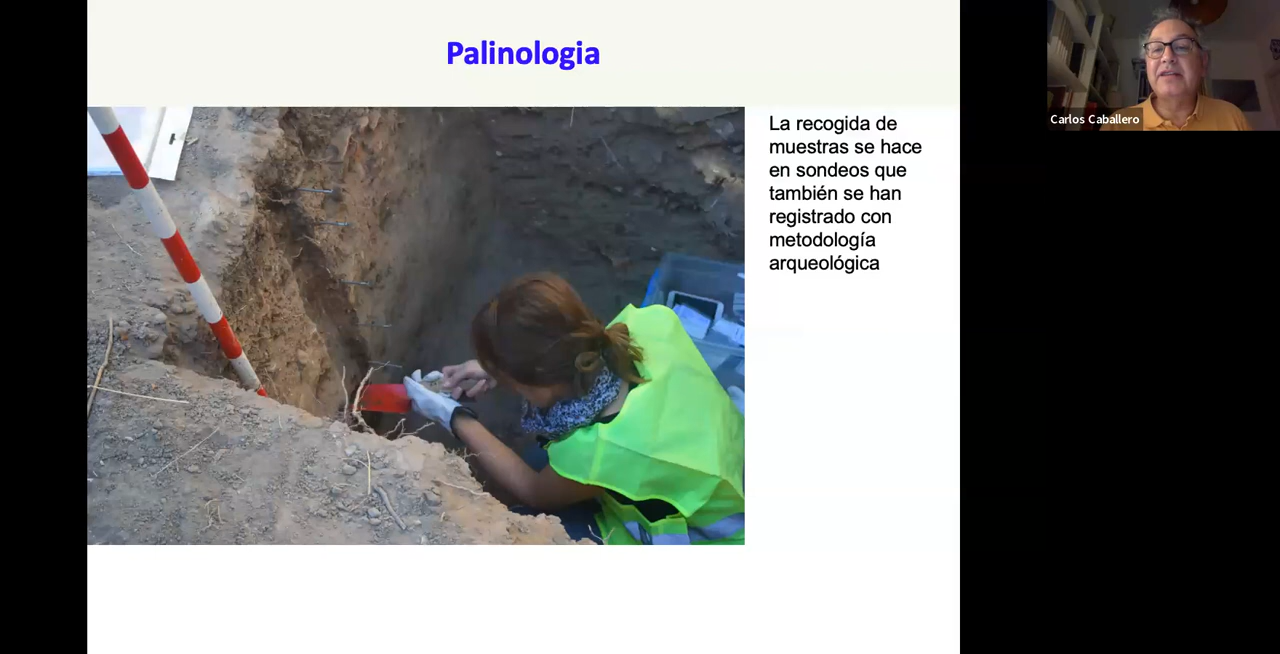 Palinologia
La recogida de
muestras se hace
en sondeos que
también se han
registrado con
metodología
arqueológica
Carlos Caballero